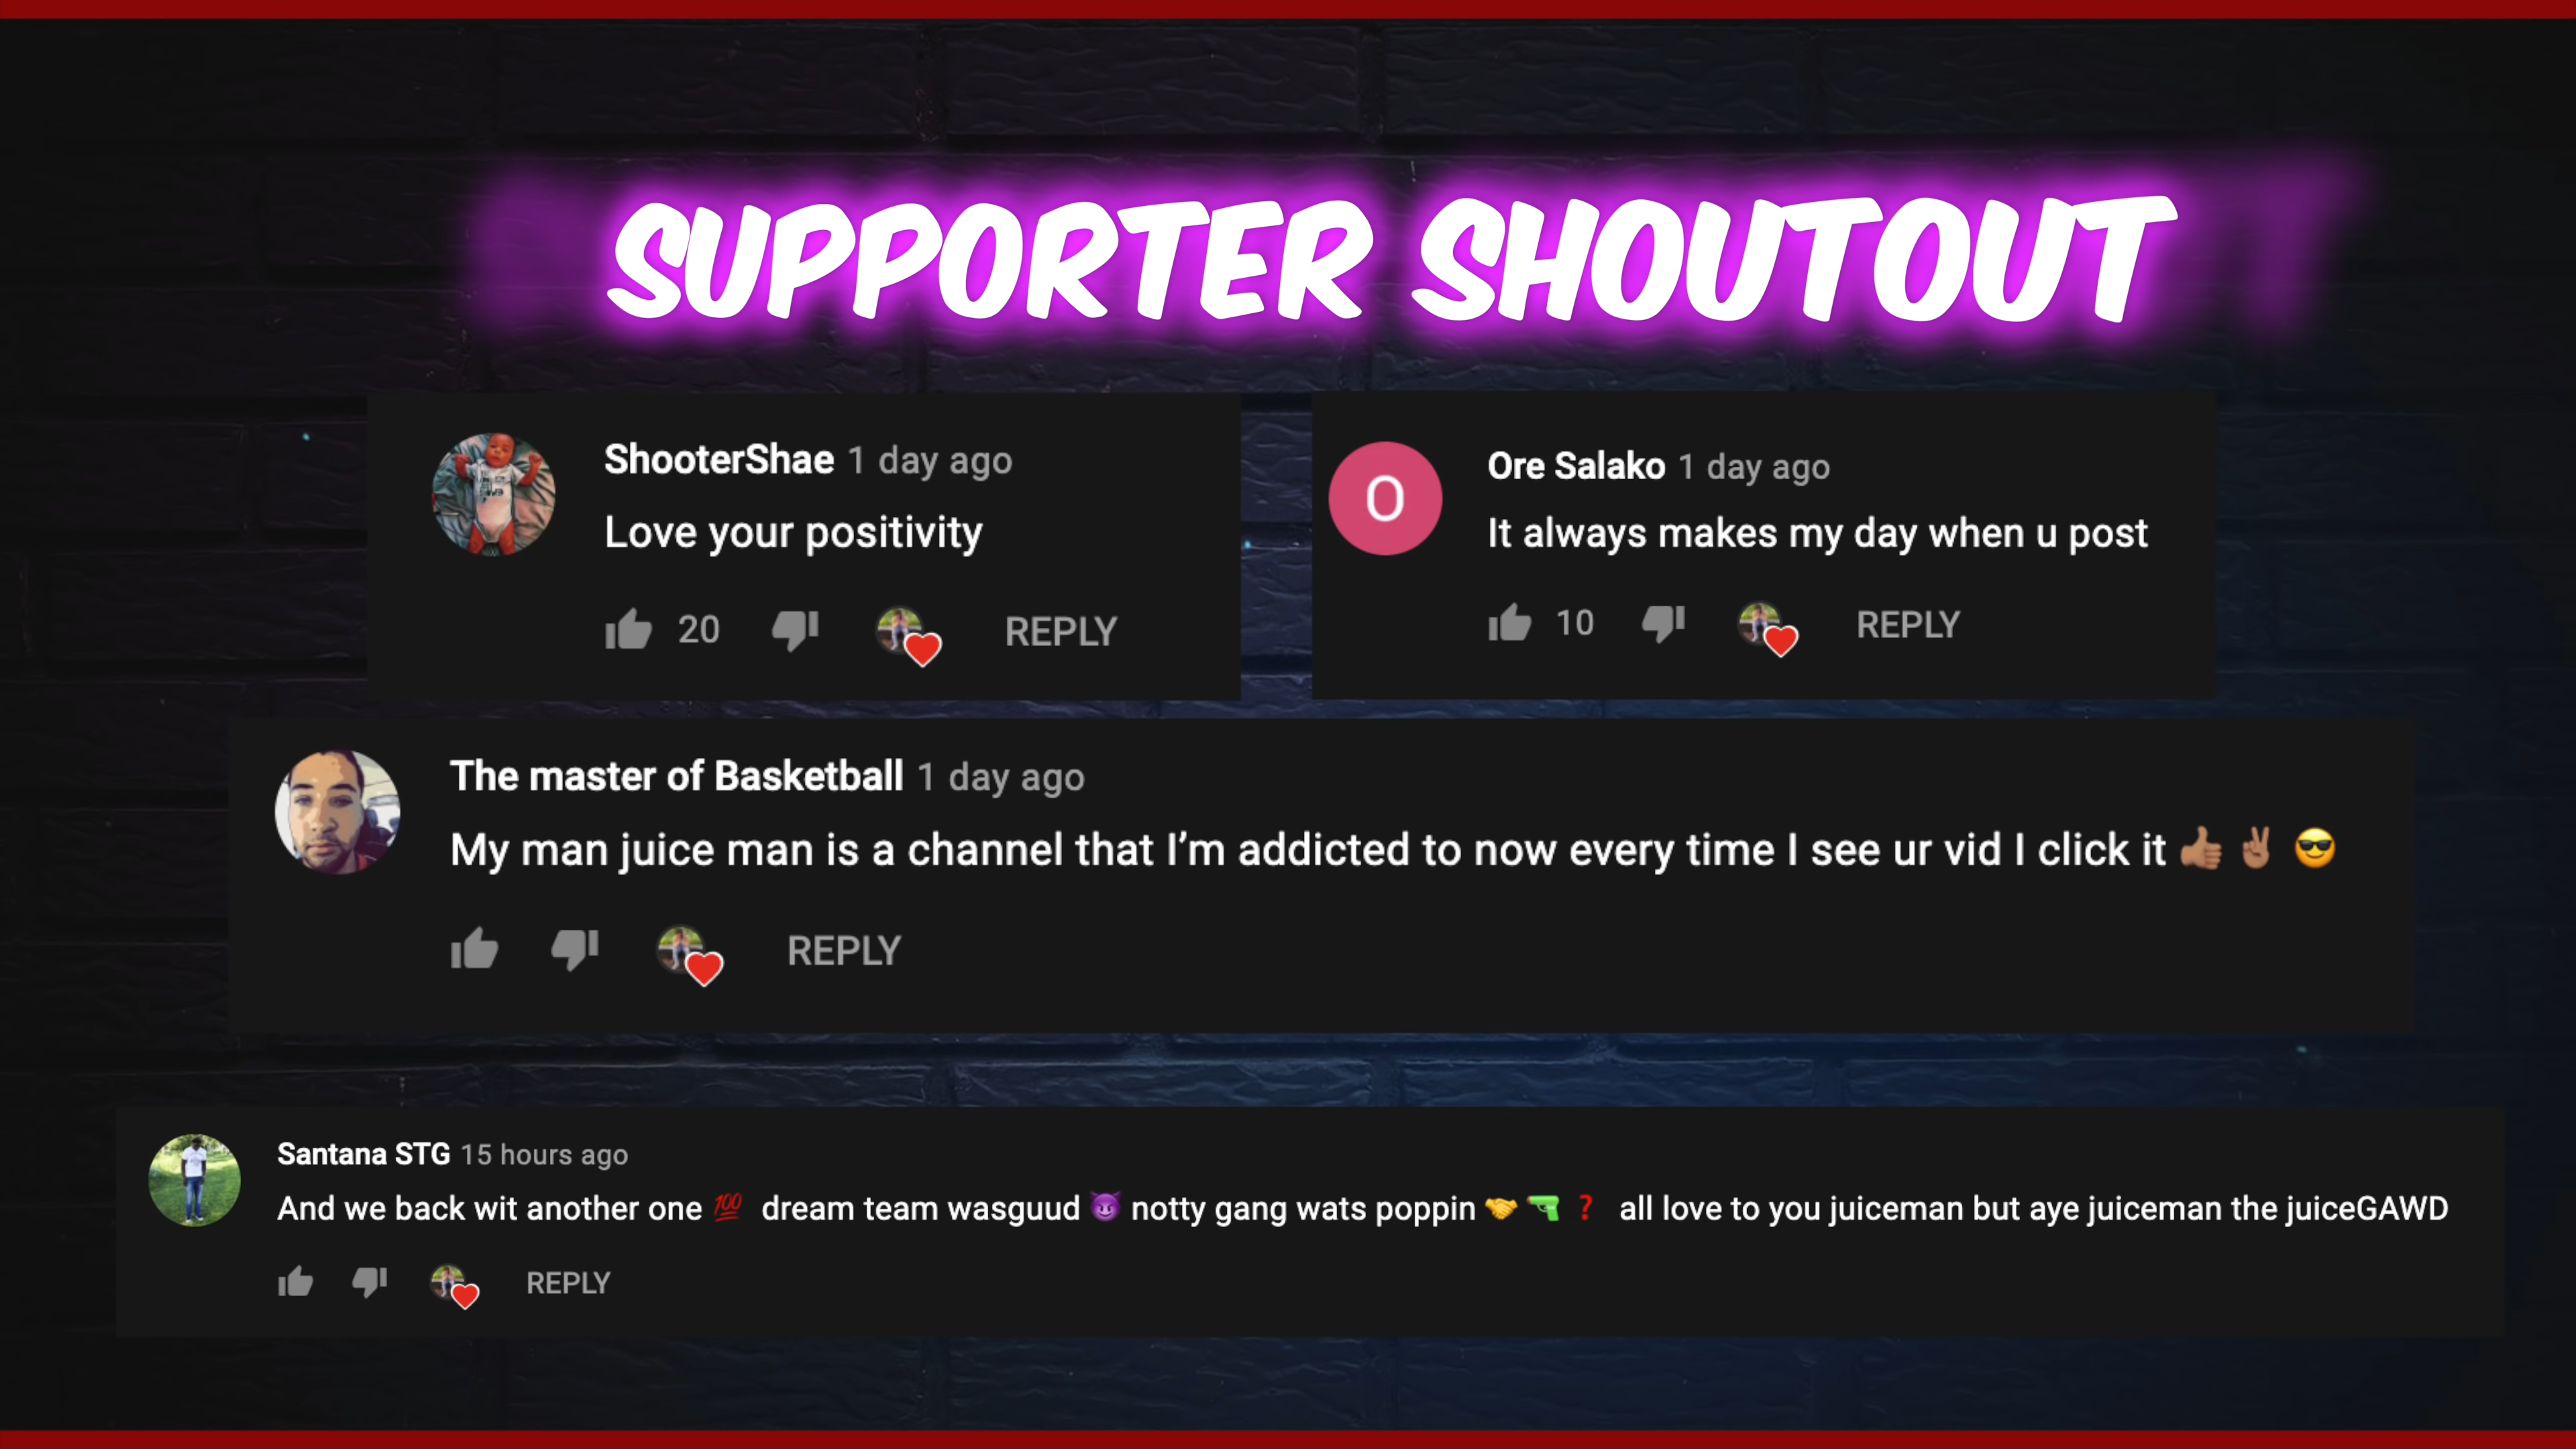 SUPPORTER SHOUTOUT
ShooterShae 1 day ago
Love your positivity
20 REPLY
O
Ore Salako 1 day ago
It always makes my day when u post
10 REPLY
The master of Basketball 1 day ago
My man juice man is a channel that I'm addicted to now every time I see ur vid I click it 👍🏽 ✌🏽 😎
REPLY
Santana STG 15 hours ago
And we back wit another one 💯 dream team wasguud 😈 notty gang wats poppin 🤝 🔫 ❓ all love to you juiceman but aye juiceman the juiceGAWD
REPLY